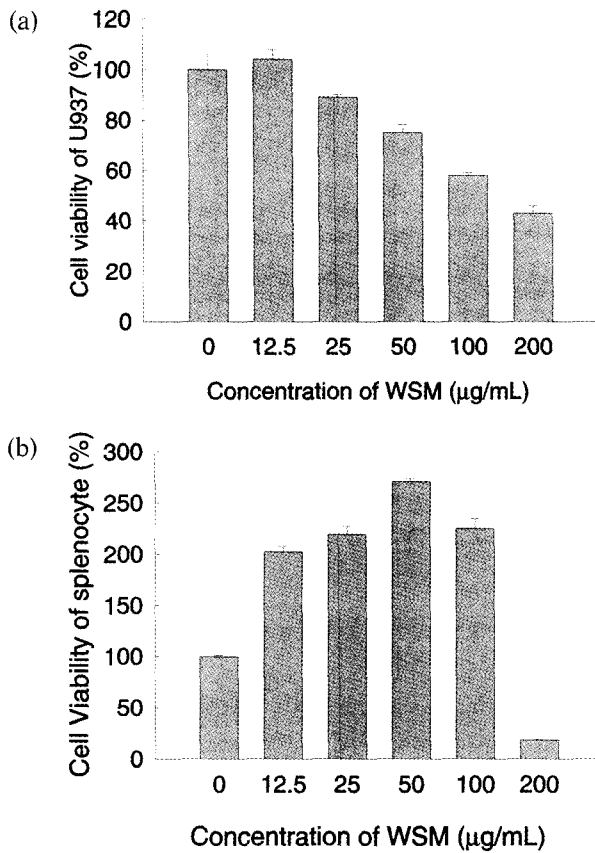 (a)
Cell viability of U937 (%)
120
100
80
60
40
20
0
0 12.5 25 50 100 200
Concentration of WSM (μg/mL)
(b)
Cell Viability of splenocyte (%)
300
250
200
150
100
50
0
0 12.5 25 50 100 200
Concentration of WSM (μg/mL)